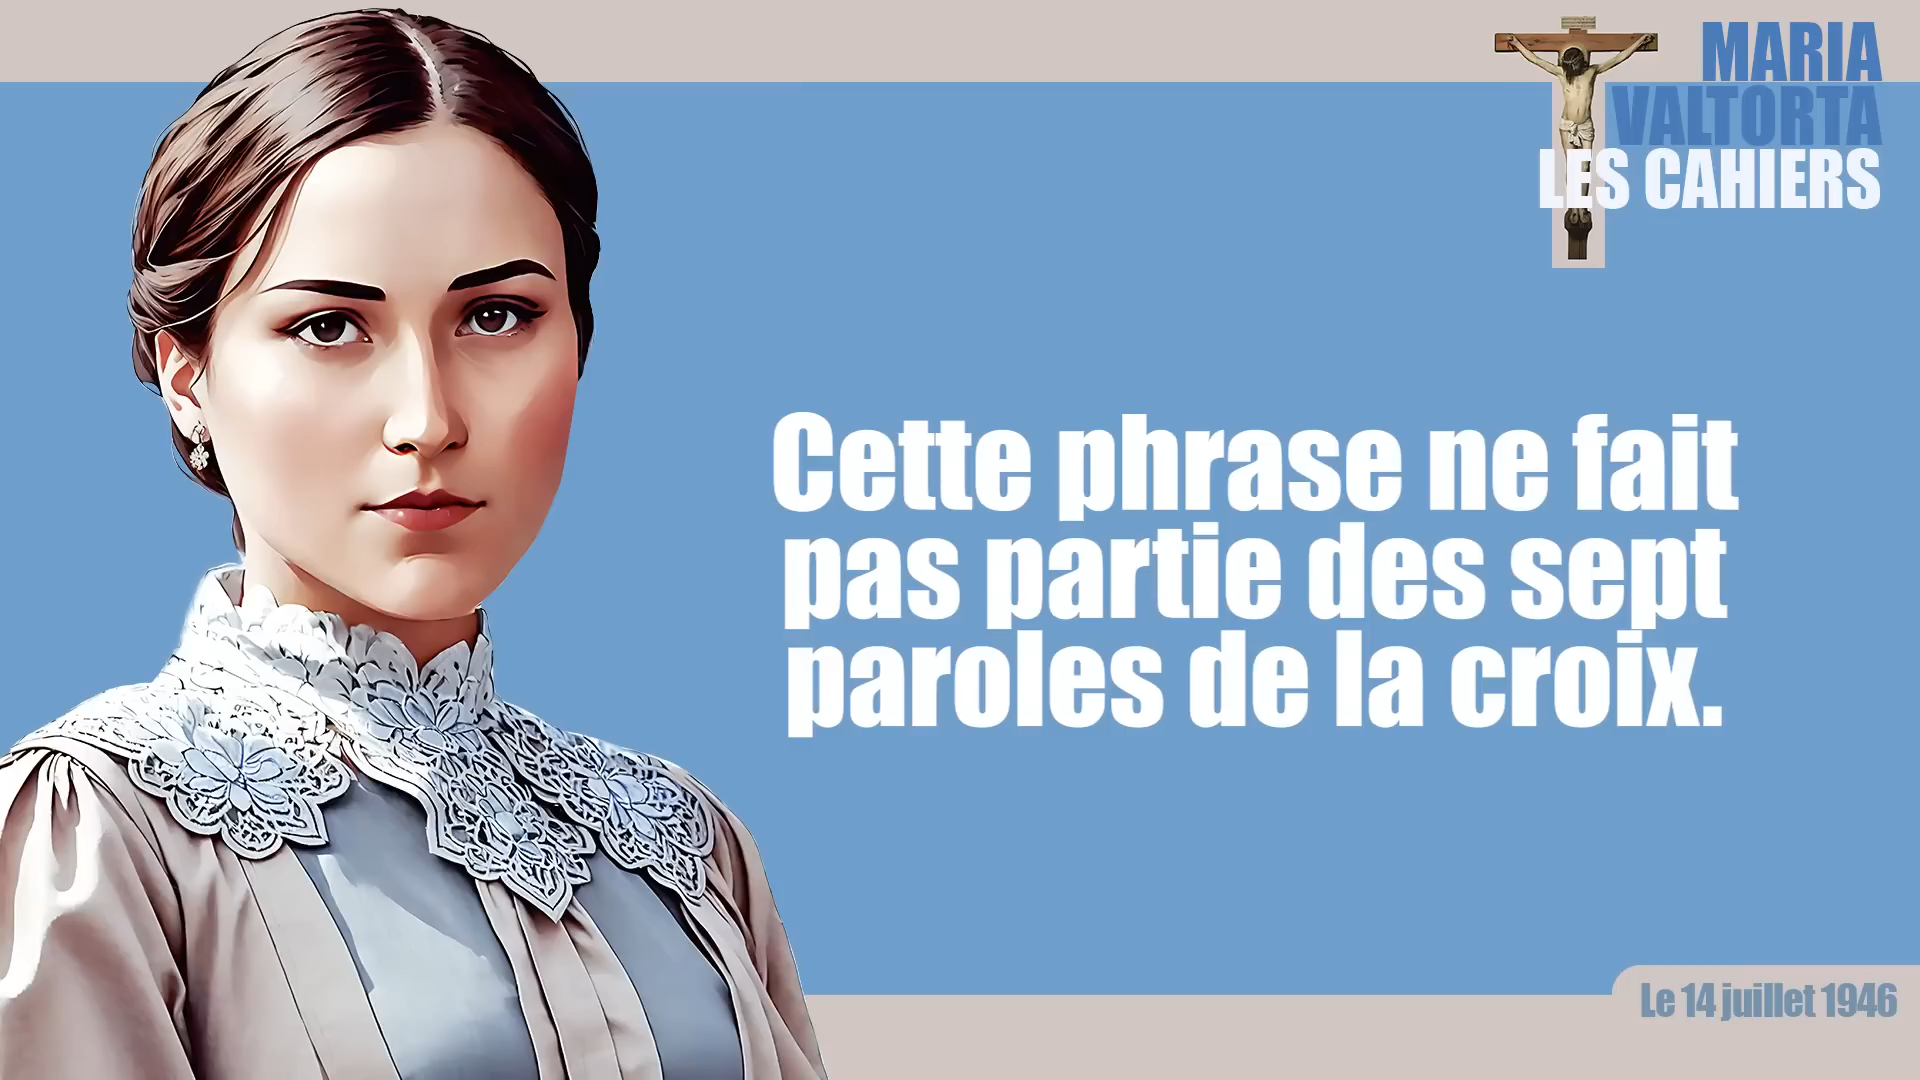 MARIA
VALTORTA
LES CAHIERS
Cette phrase ne fait
pas partie des sept
paroles de la croix.
Le 14 juillet 1946